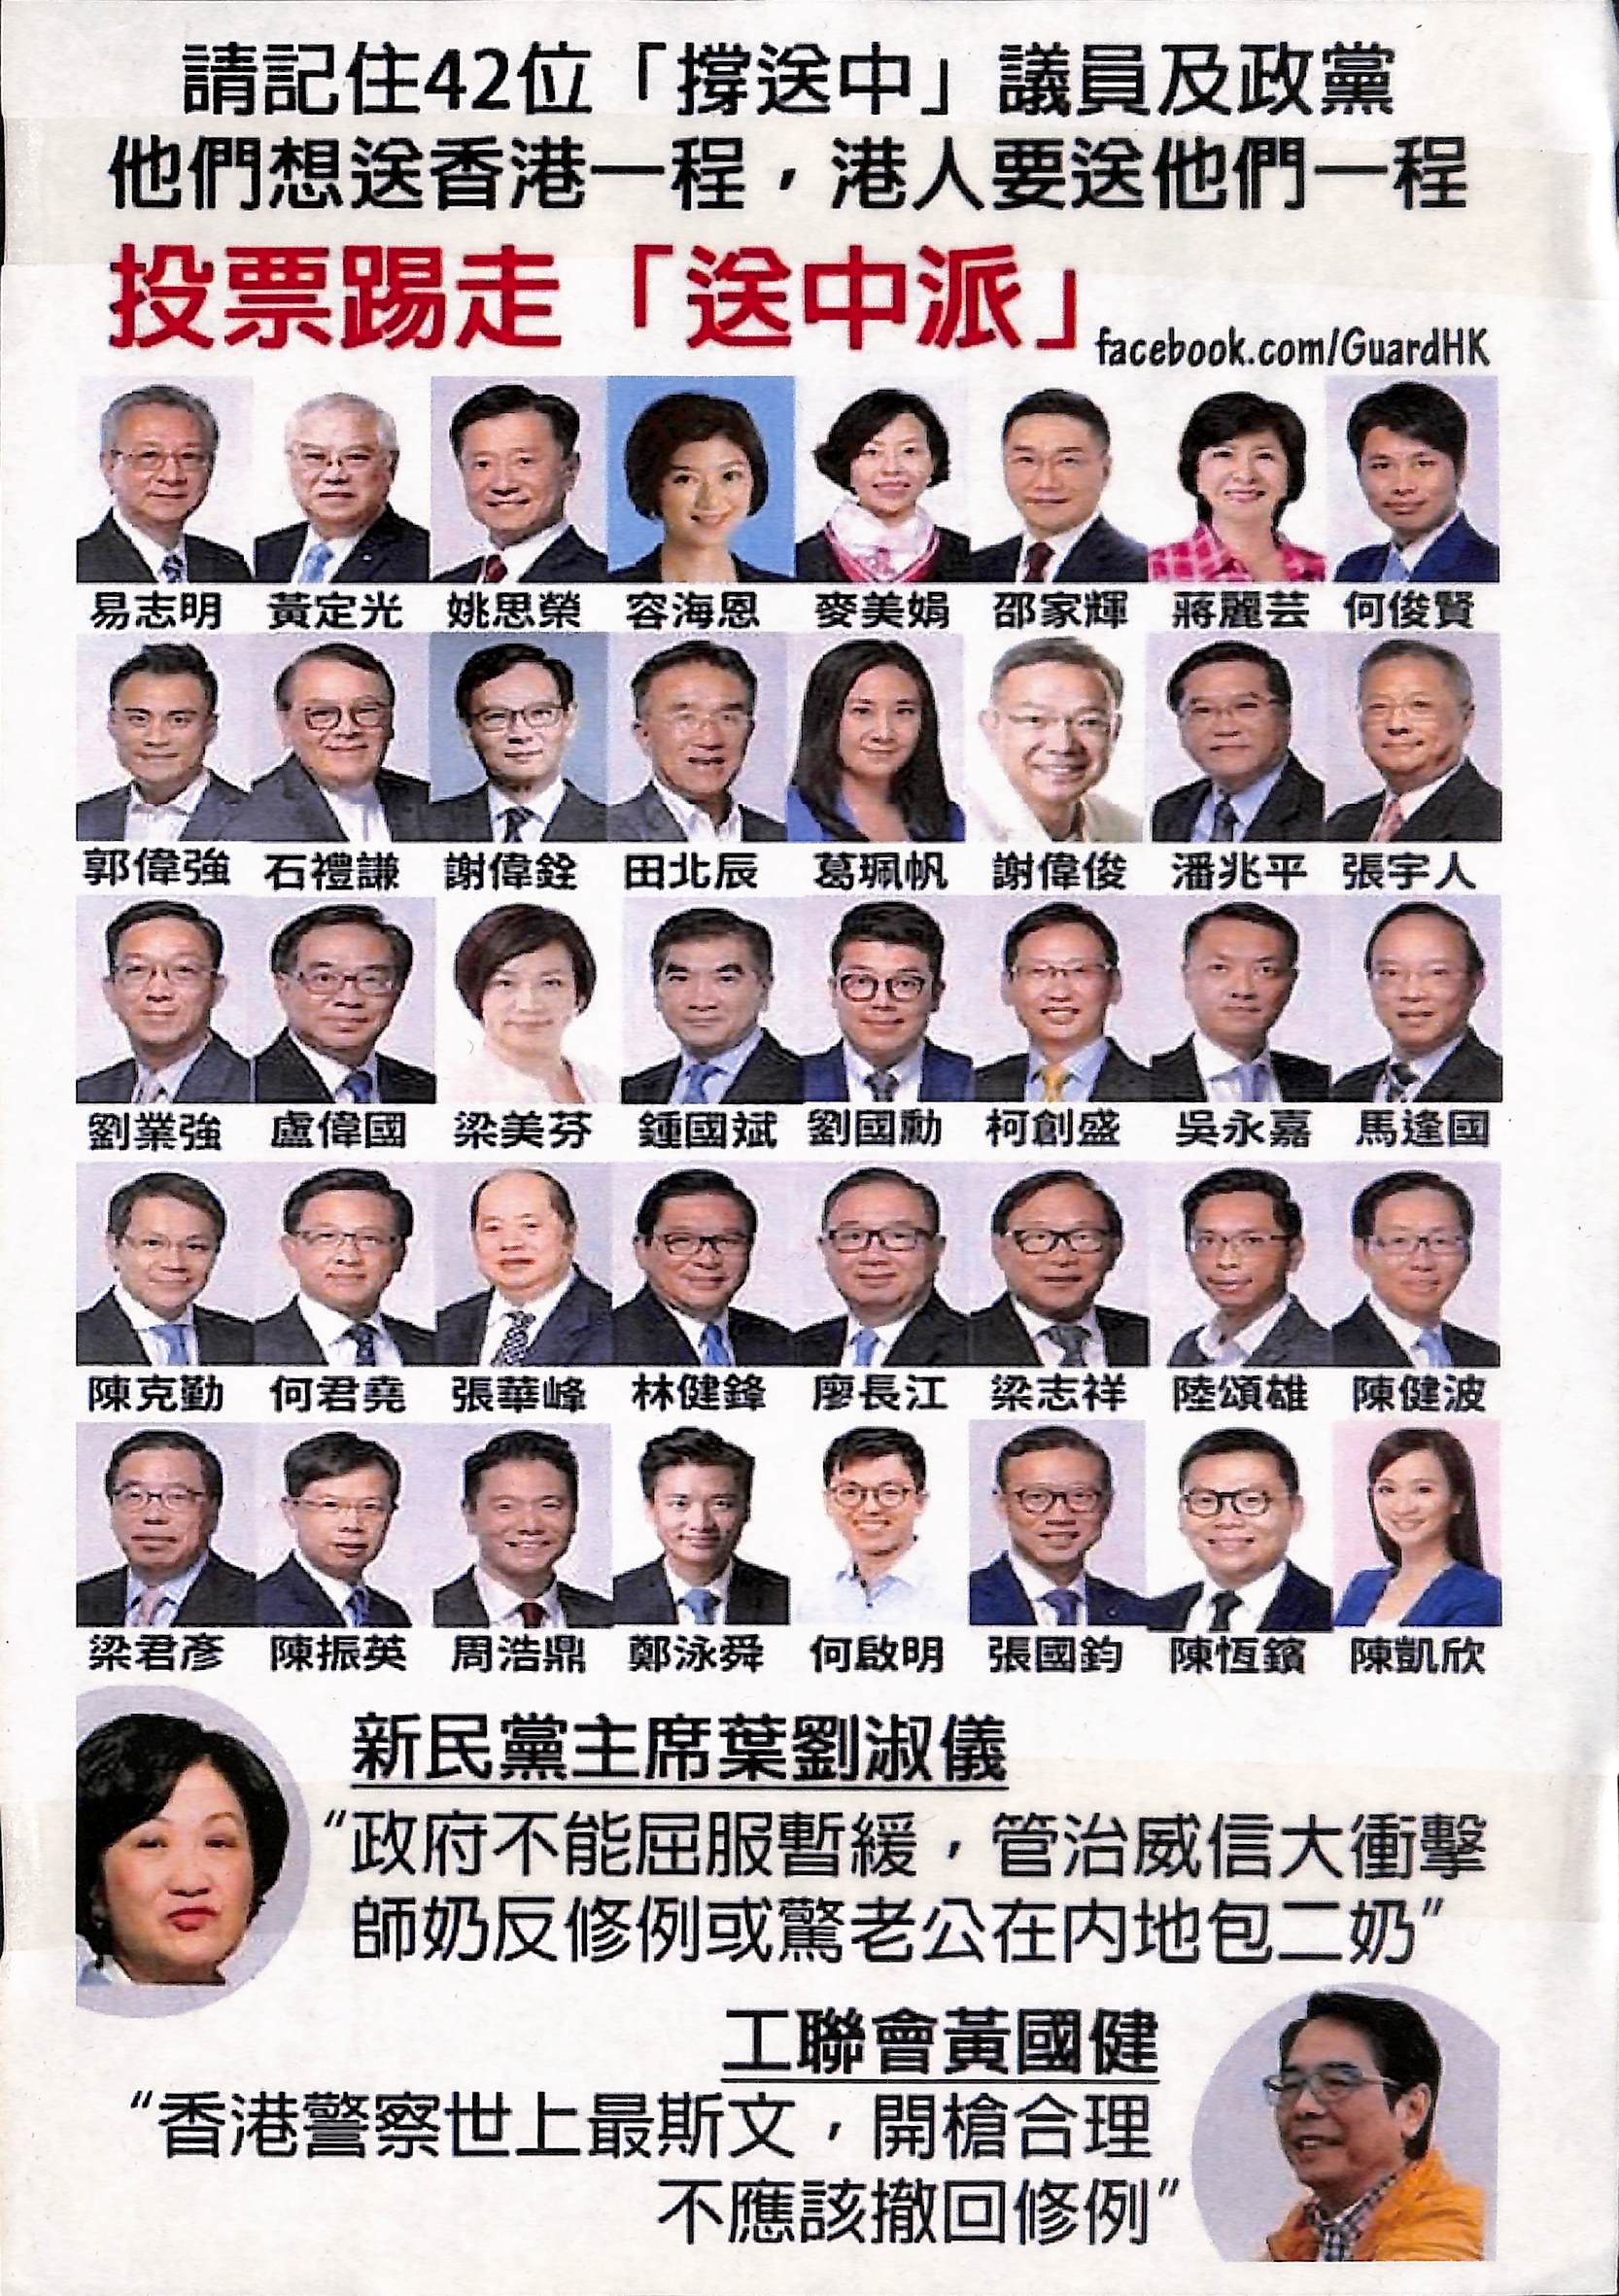 請記住42位「撐送中」議員及政黨
他們想送香港一程，港人要送他們一程
投票踢走「送中派」
facebook.com/GuardHK
易志明 黃定光 姚思榮 容海恩 麥美娟 邵家輝 蔣麗芸 何俊賢
郭偉強 石禮謙 謝偉銓 田北辰 葛珮帆 謝偉俊 潘兆平 張宇人
劉業強 盧偉國 梁美芬 鍾國斌 劉國勳 柯創盛 吳永嘉 馬逢國
陳克勤 何君堯 張華峰 林健鋒 廖長江 梁志祥 陸頌雄 陳健波
梁君彥 陳振英 周浩鼎 鄭泳舜 何啟明 張國鈞 陳恆鑌 陳凱欣
新民黨主席葉劉淑儀
“政府不能屈服暫緩，管治威信大衝擊
師奶反修例或驚老公在內地包二奶”
工聯會黃國健
“香港警察世上最斯文，開槍合理
不應該撤回修例”